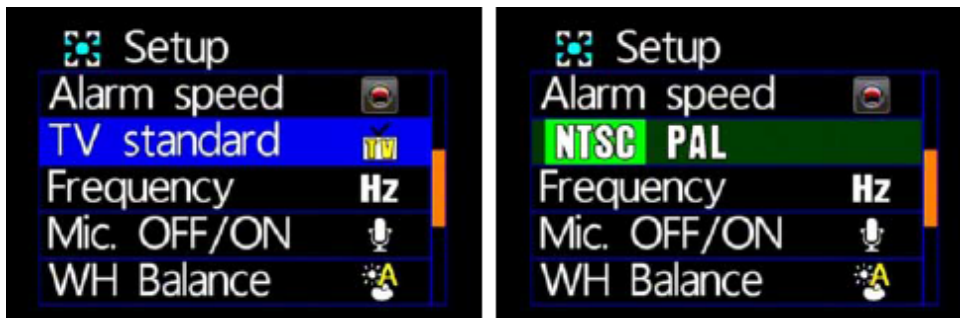 Setup
Alarm speed
TV standard TV
Frequency Hz
Mic. OFF/ON
WH Balance A
Setup
Alarm speed
NTSC PAL
Frequency Hz
Mic. OFF/ON
WH Balance A